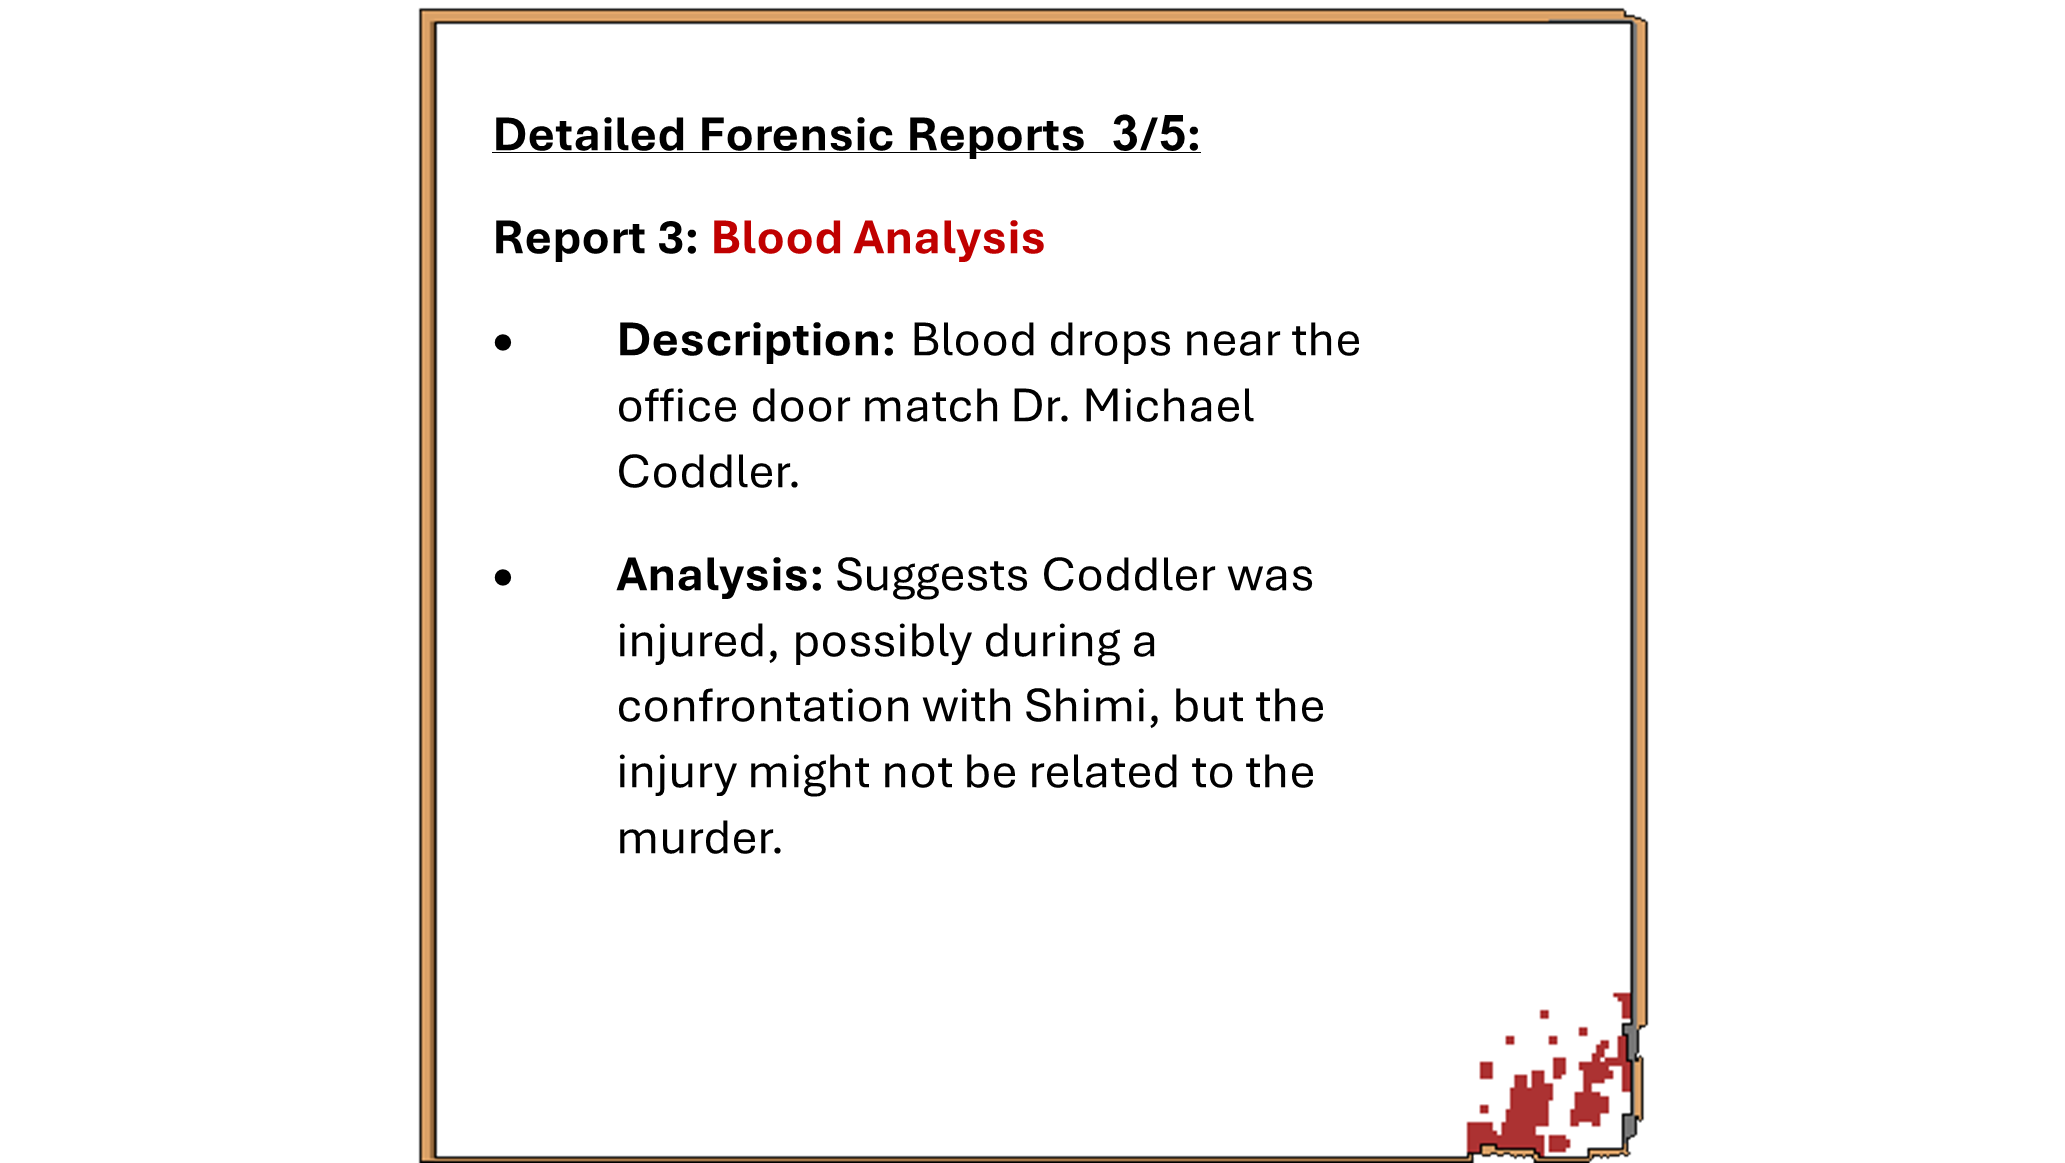 Detailed Forensic Reports  3/5:
Report 3: Blood Analysis
• Description: Blood drops near the
office door match Dr. Michael
Coddler.
• Analysis: Suggests Coddler was
injured, possibly during a
confrontation with Shimi, but the
injury might not be related to the
murder.